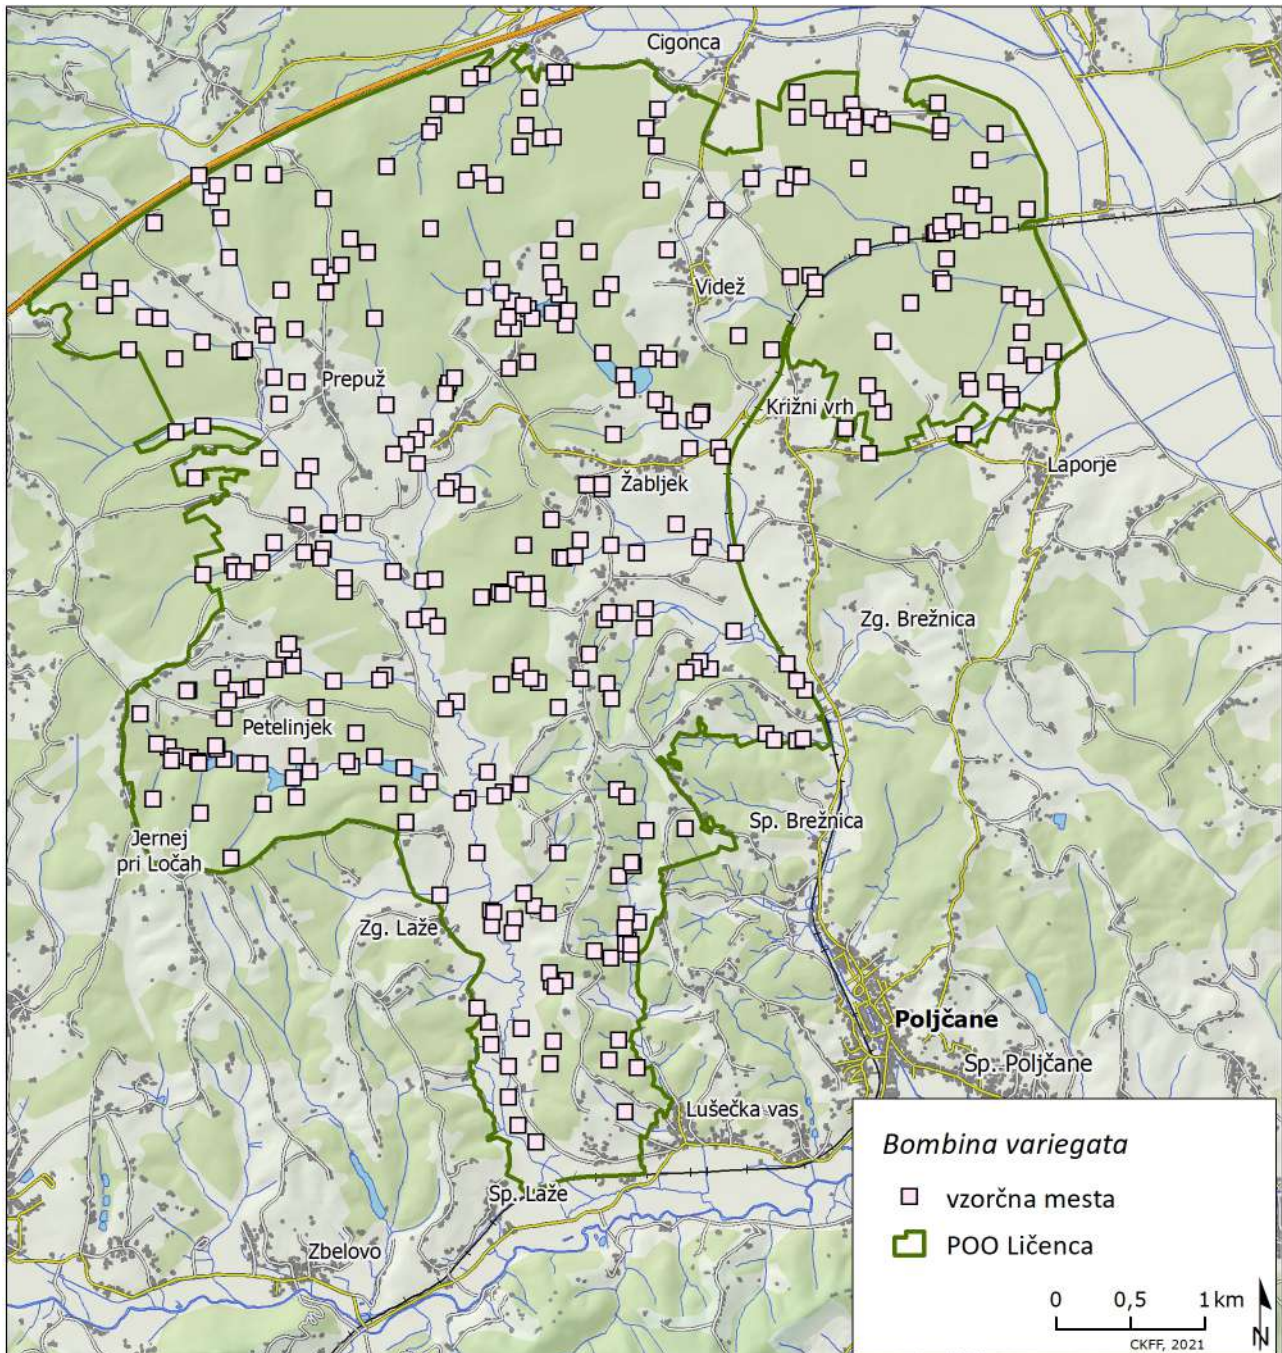 Cigonca
Videž
Prepuž
Križni vrh
Laporje
Žabljek
Zg. Brežnica
Petelinjek
Sp. Brežnica
Jernej
pri Ločah
Zg. Laže
Poljčane
Sp. Poljčane
Lušečka vas
Sp. Laže
Zbelovo
Bombina variegata
vzorčna mesta
POO Ličenca
0 0,5 1 km
CKFF, 2021
N